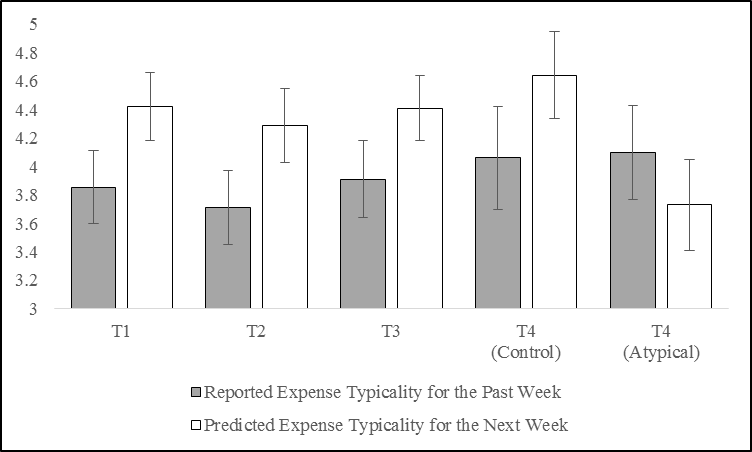 5
4.8
4.6
4.4
4.2
4
3.8
3.6
3.4
3.2
3
T1 T2 T3 T4 T4
(Control) (Atypical)
Reported Expense Typicality for the Past Week
Predicted Expense Typicality for the Next Week